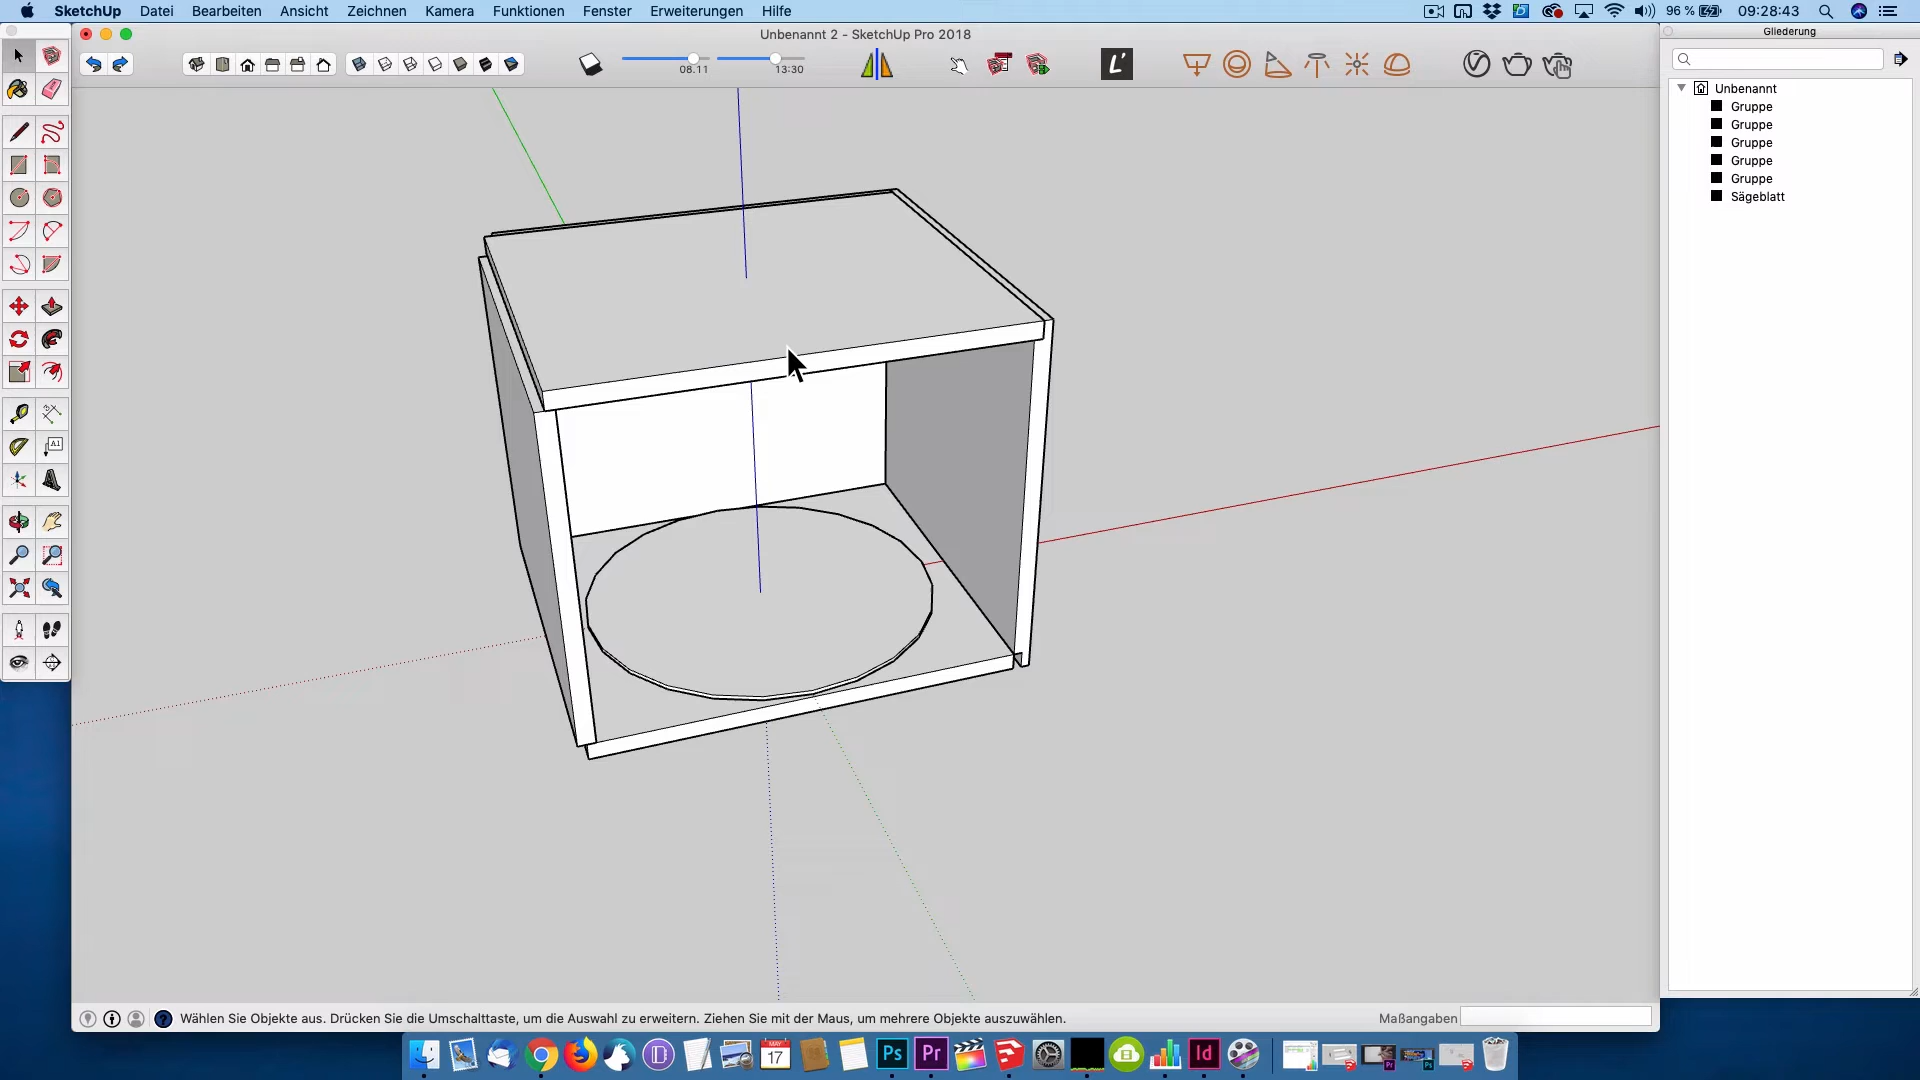 SketchUp Datei Bearbeiten Ansicht Zeichnen Kamera Funktionen Fenster Erweiterungen Hilfe 96 % 09:28:43
Unbenannt 2 - SketchUp Pro 2018
Gliederung
08.11 13:30
L'
A1
Unbenannt
Gruppe
Gruppe
Gruppe
Gruppe
Gruppe
Sägeblatt
Wählen Sie Objekte aus. Drücken Sie die Umschalttaste, um die Auswahl zu erweitern. Ziehen Sie mit der Maus, um mehrere Objekte auszuwählen. Maßangaben
MAY
17
Ps Pr Id